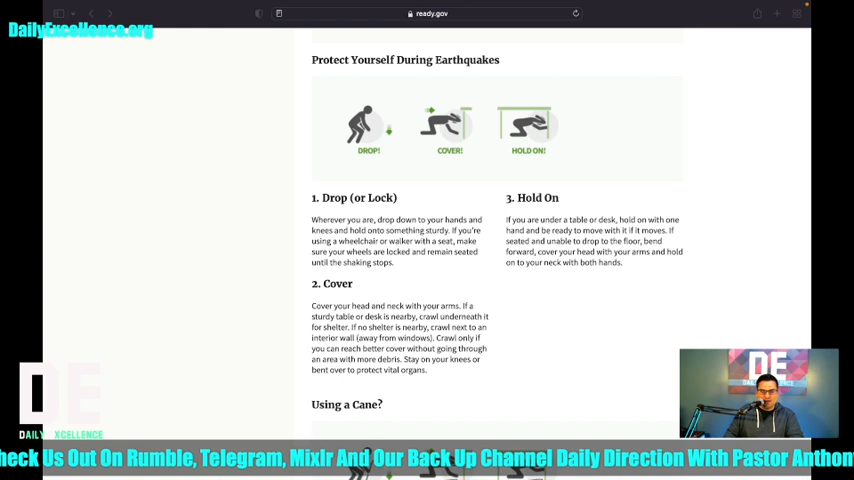 ready.gov
DailyExcellence.org
Protect Yourself During Earthquakes
DROP!
COVER!
HOLD ON!
1. Drop (or Lock)
Wherever you are, drop down to your hands and
knees and hold onto something sturdy. If you're
using a wheelchair or walker with a seat, make
sure your wheels are locked and remain seated
until the shaking stops.
2. Cover
Cover your head and neck with your arms. If a
sturdy table or desk is nearby, crawl underneath it
for shelter. If no shelter is nearby, crawl next to an
interior wall (away from windows). Crawl only if
you can reach better cover without going through
an area with more debris. Stay on your knees or
bent over to protect vital organs.
3. Hold On
If you are under a table or desk, hold on with one
hand and be ready to move with it if it moves. If
seated and unable to drop to the floor, bend
forward, cover your head with your arms and hold
on to your neck with both hands.
Using a Cane?
DE
DE
heck Us Out On Rumble, Telegram, Mixlr And Our Back Up Channel Daily Direction With Pastor Anthon